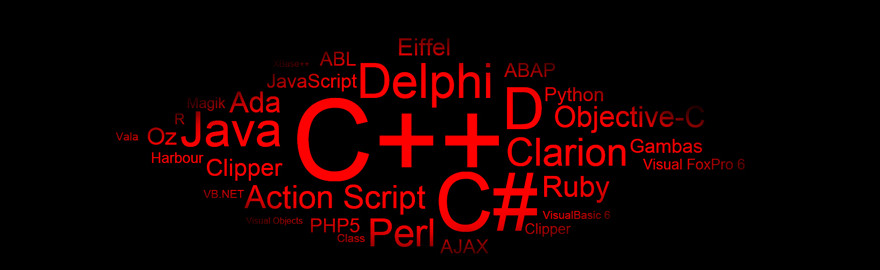 Eiffel
ABL
JavaScript
Delphi
ABAP
Magik
Ada
D
Python
R
Objective-C
Vala
Oz
Java
C++
Harbour
Clipper
Clarion
Gambas
Visual FoxPro 6
VB.NET
Action Script
C#
Ruby
Visual Objects
PHP5
Class
Perl
VisualBasic 6
Clipper
AJAX